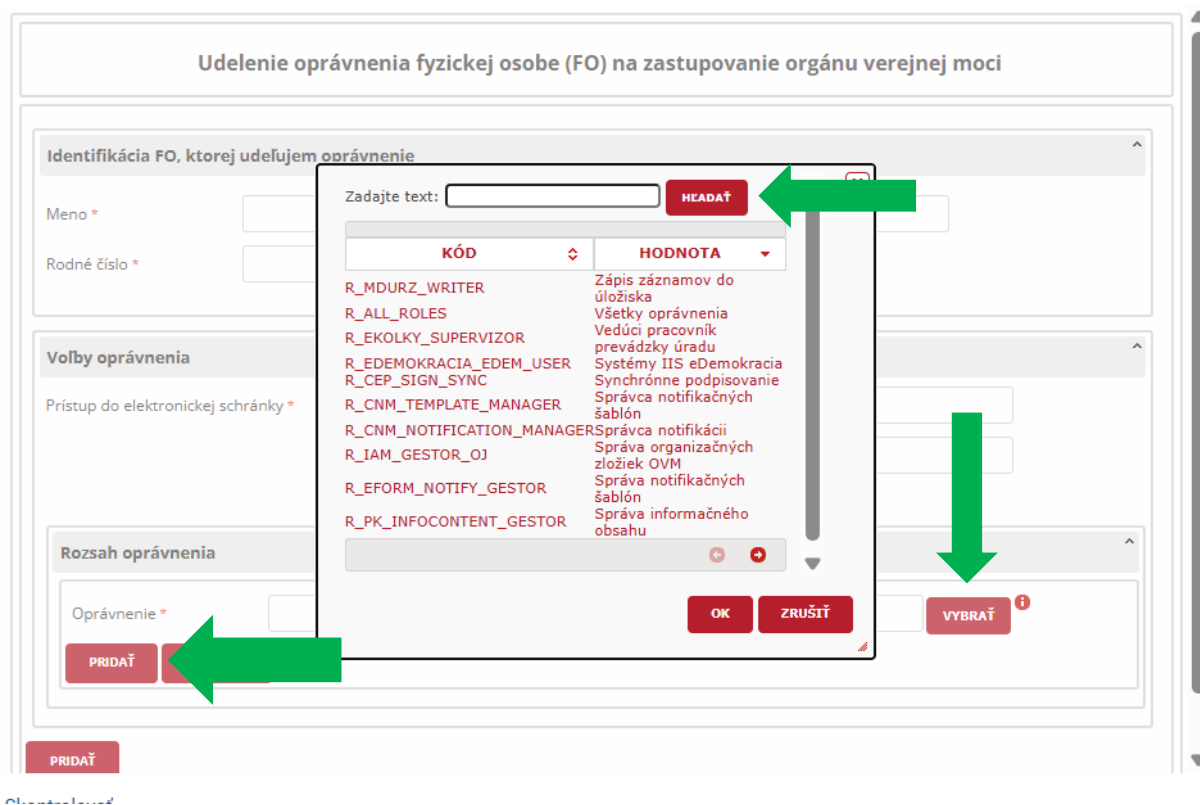 Udelenie oprávnenia fyzickej osobe (FO) na zastupovanie orgánu verejnej moci
Identifikácia FO, ktorej udeľujem oprávnenie
Zadajte text:
HĽADAŤ
Meno *
KÓD
HODNOTA
Rodné číslo *
R_MDURZ_WRITER
Zápis záznamov do
úložiska
R_ALL_ROLES
Všetky oprávnenia
R_EKOLKY_SUPERVIZOR
Vedúci pracovník
prevádzky úradu
R_EDEMOKRACIA_EDEM_USER
Systémy IIS eDemokracia
R_CEP_SIGN_SYNC
Synchrónne podpisovanie
R_CNM_TEMPLATE_MANAGER
Správca notifikačných
šablón
R_CNM_NOTIFICATION_MANAGER
Správca notifikácii
R_IAM_GESTOR_OJ
Správa organizačných
zložiek OVM
R_EFORM_NOTIFY_GESTOR
Správa notifikačných
šablón
R_PK_INFOCONTENT_GESTOR
Správa informačného
obsahu
OK
ZRUŠIŤ
Voľby oprávnenia
Prístup do elektronickej schránky *
Rozsah oprávnenia
Oprávnenie *
VYBRAŤ
PRIDAŤ
PRIDAŤ